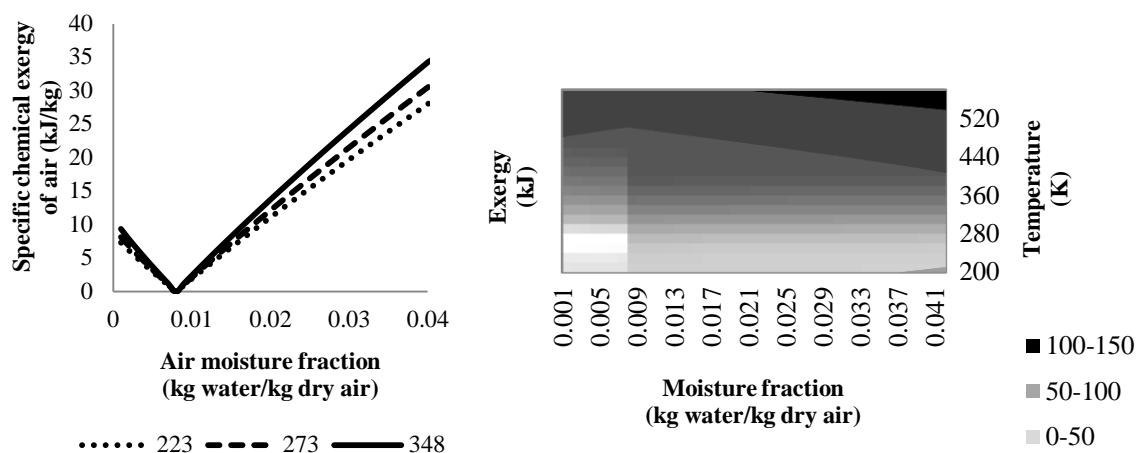 Specific chemical exergy
of air (kJ/kg)
40
35
30
25
20
15
10
5
0
0 0.01 0.02 0.03 0.04
Air moisture fraction
(kg water/kg dry air)
223 273 348
Exergy
(kJ)
520
440
360
280
200
Temperature
(K)
0.001
0.005
0.009
0.013
0.017
0.021
0.025
0.029
0.033
0.037
0.041
Moisture fraction
(kg water/kg dry air)
100-150
50-100
0-50